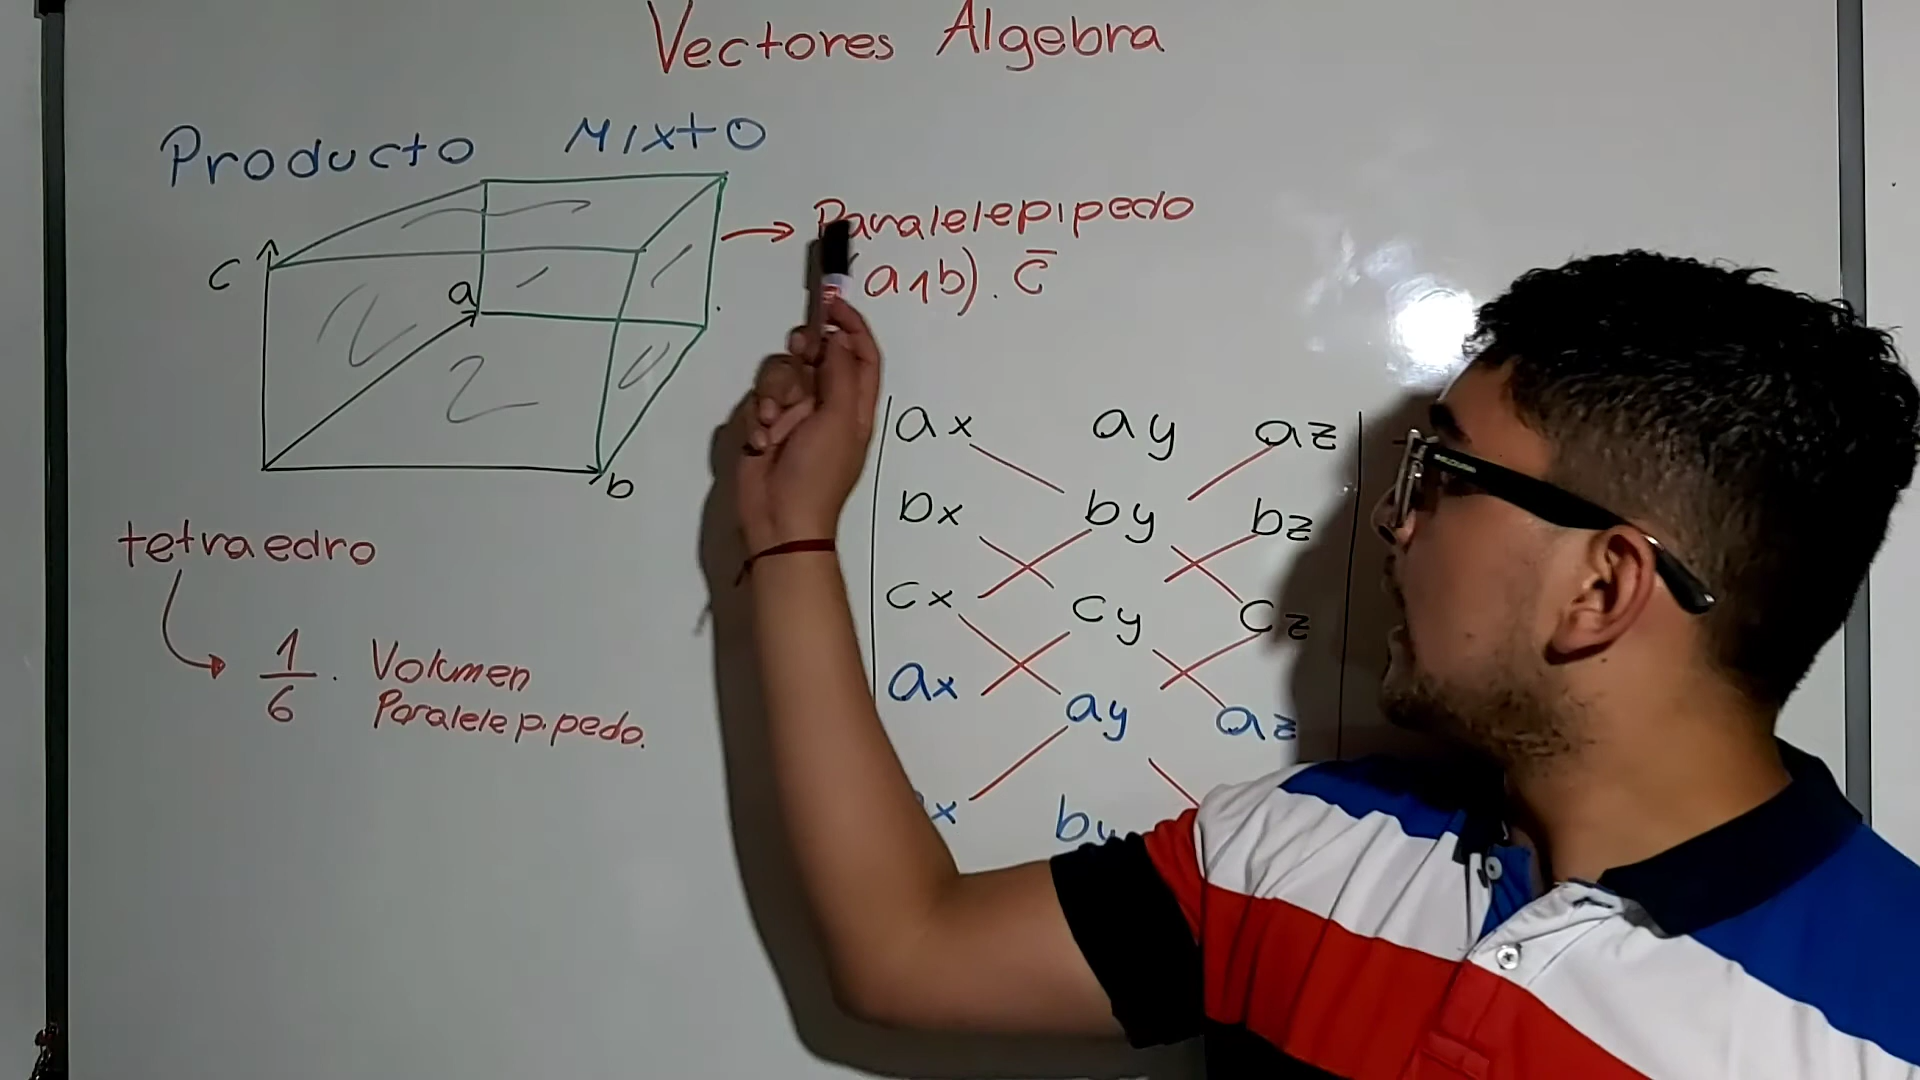 Vectores Algebra
Producto Mixto
c
a
b
→ Paralelepipedo
(a∧b). c̄
tetraedro
1/6 . Volumen
Paralelepipedo.
ax ay az
bx by bz
cx cy cz
ax ay az
by